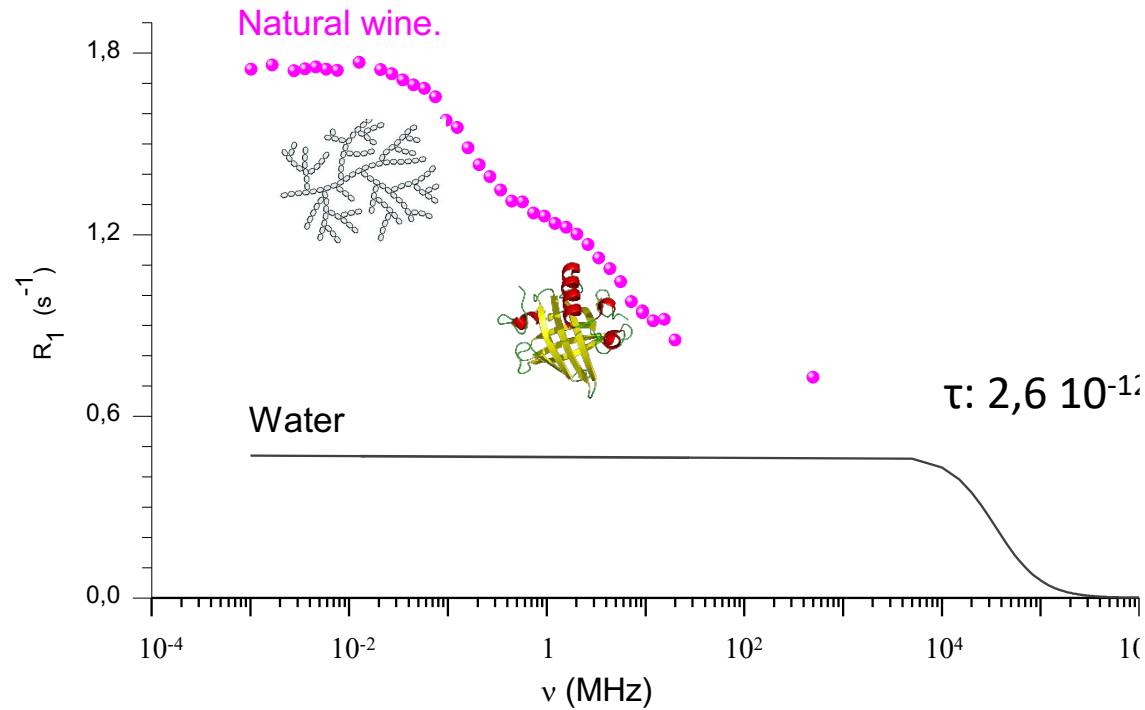 Natural wine.
1,8
1,2
R1 (s-1)
0,6
Water
τ: 2,6 10-12
0,0
10-4 10-2 1 102 104
ν (MHz)